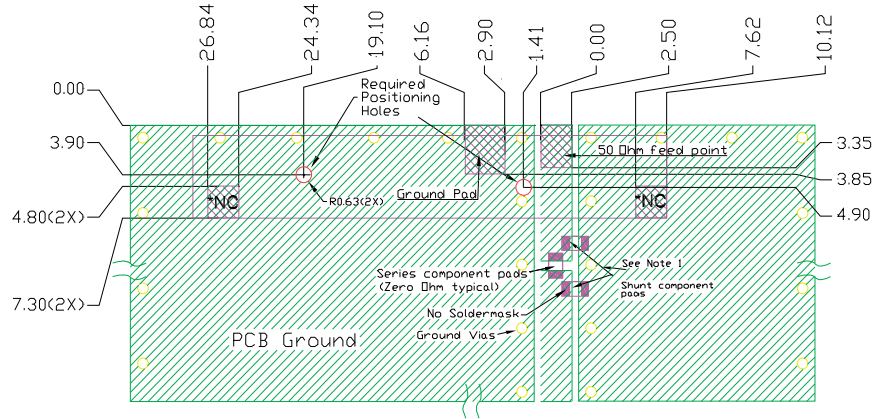 26.84
24.34
19.10
6.16
2.90
1.41
0.00
2.50
7.62
10.12
0.00
Required
Positioning
Holes
3.90
50 Ohm feed point
3.35
3.85
R0.63(2X)
Ground Pad
*NC
*NC
4.80(2X)
4.90
See Note 1
Series component pads
(Zero Ohm typical)
Shunt component
pads
7.30(2X)
No Soldermask
Ground Vias
PCB Ground